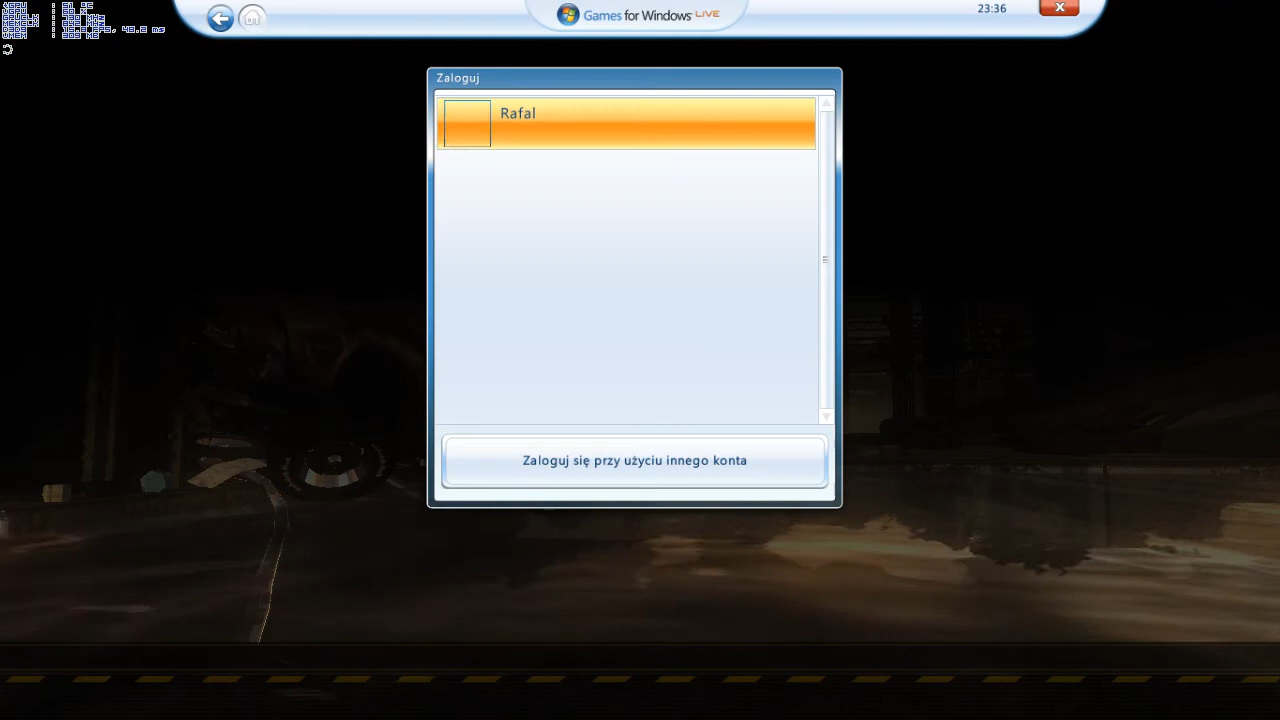 Games for Windows LIVE
23:36
Zaloguj
Rafal
Zaloguj się przy użyciu innego konta